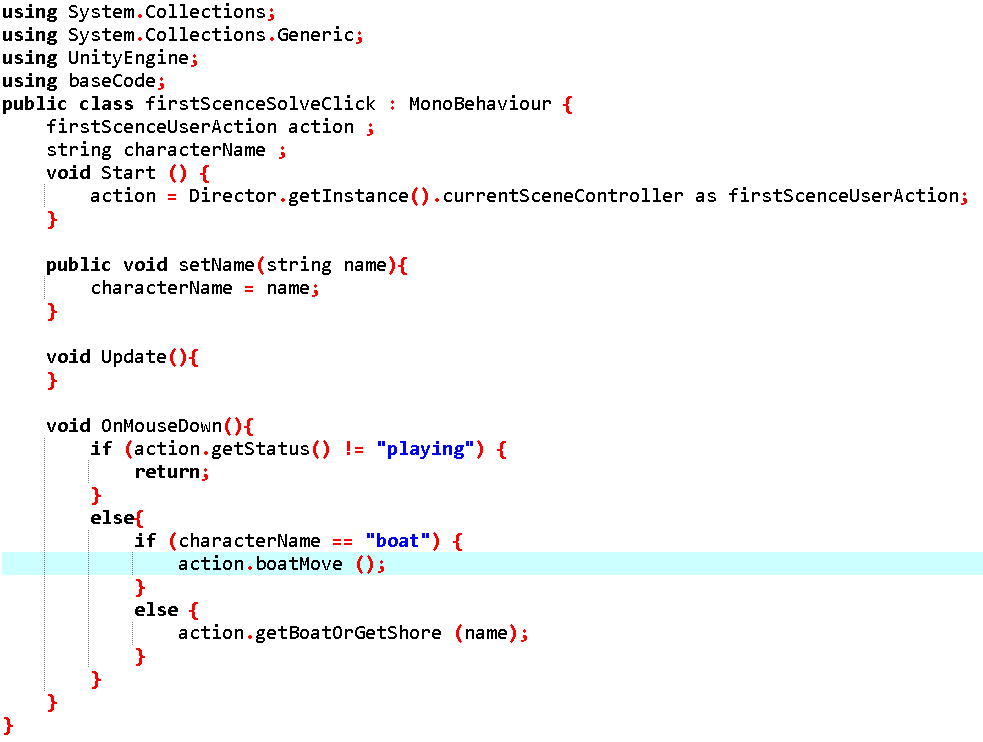 using System.Collections;
using System.Collections.Generic;
using UnityEngine;
using baseCode;
public class firstScenceSolveClick : MonoBehaviour {
    firstScenceUserAction action ;
    string characterName ;
    void Start () {
        action = Director.getInstance().currentSceneController as firstScenceUserAction;
    }

    public void setName(string name){
        characterName = name;
    }

    void Update(){
    }

    void OnMouseDown(){
        if (action.getStatus() != "playing") {
            return;
        }
        else{
            if (characterName == "boat") {
                action.boatMove ();
            }
            else {
                action.getBoatOrGetShore (name);
            }
        }
    }
}